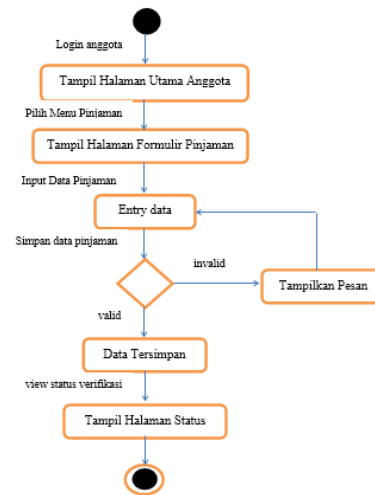 Login anggota
Tampil Halaman Utama Anggota
Pilih Menu Pinjaman
Tampil Halaman Formulir Pinjaman
Input Data Pinjaman
Entry data
Simpan data pinjaman
invalid
Tampilkan Pesan
valid
Data Tersimpan
view status verifikasi
Tampil Halaman Status